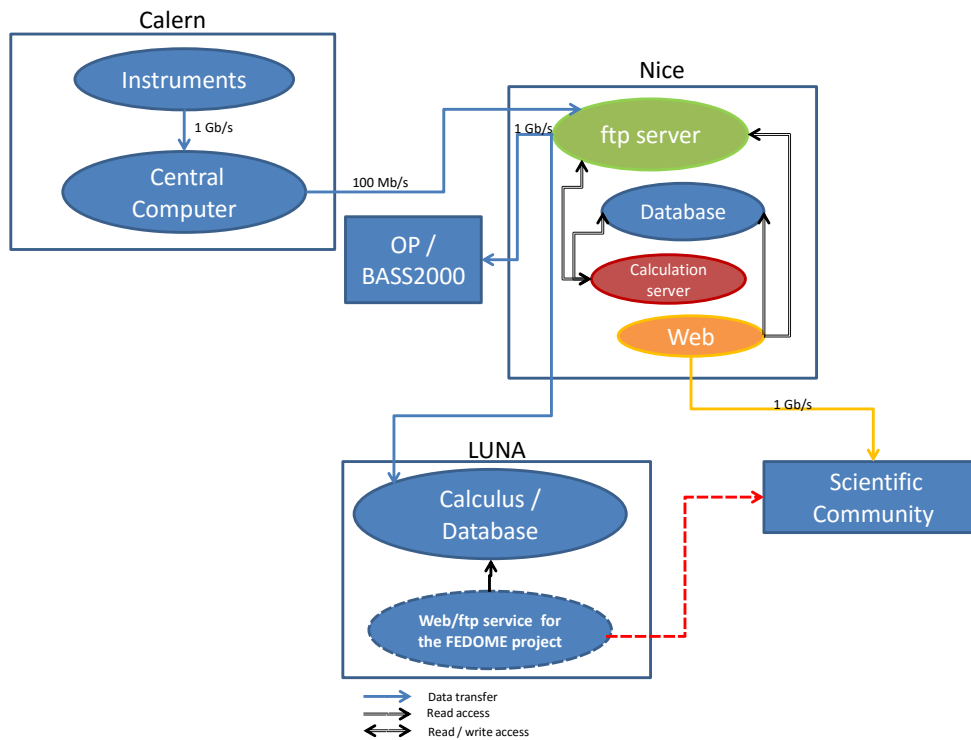 Calern
Instruments
1 Gb/s
Central
Computer
100 Mb/s
Nice
1 Gb/s
ftp server
Database
Calculation
server
Web
OP /
BASS2000
1 Gb/s
LUNA
Calculus /
Database
Web/ftp service for
the FEDOME project
Scientific
Community
Data transfer
Read access
Read / write access